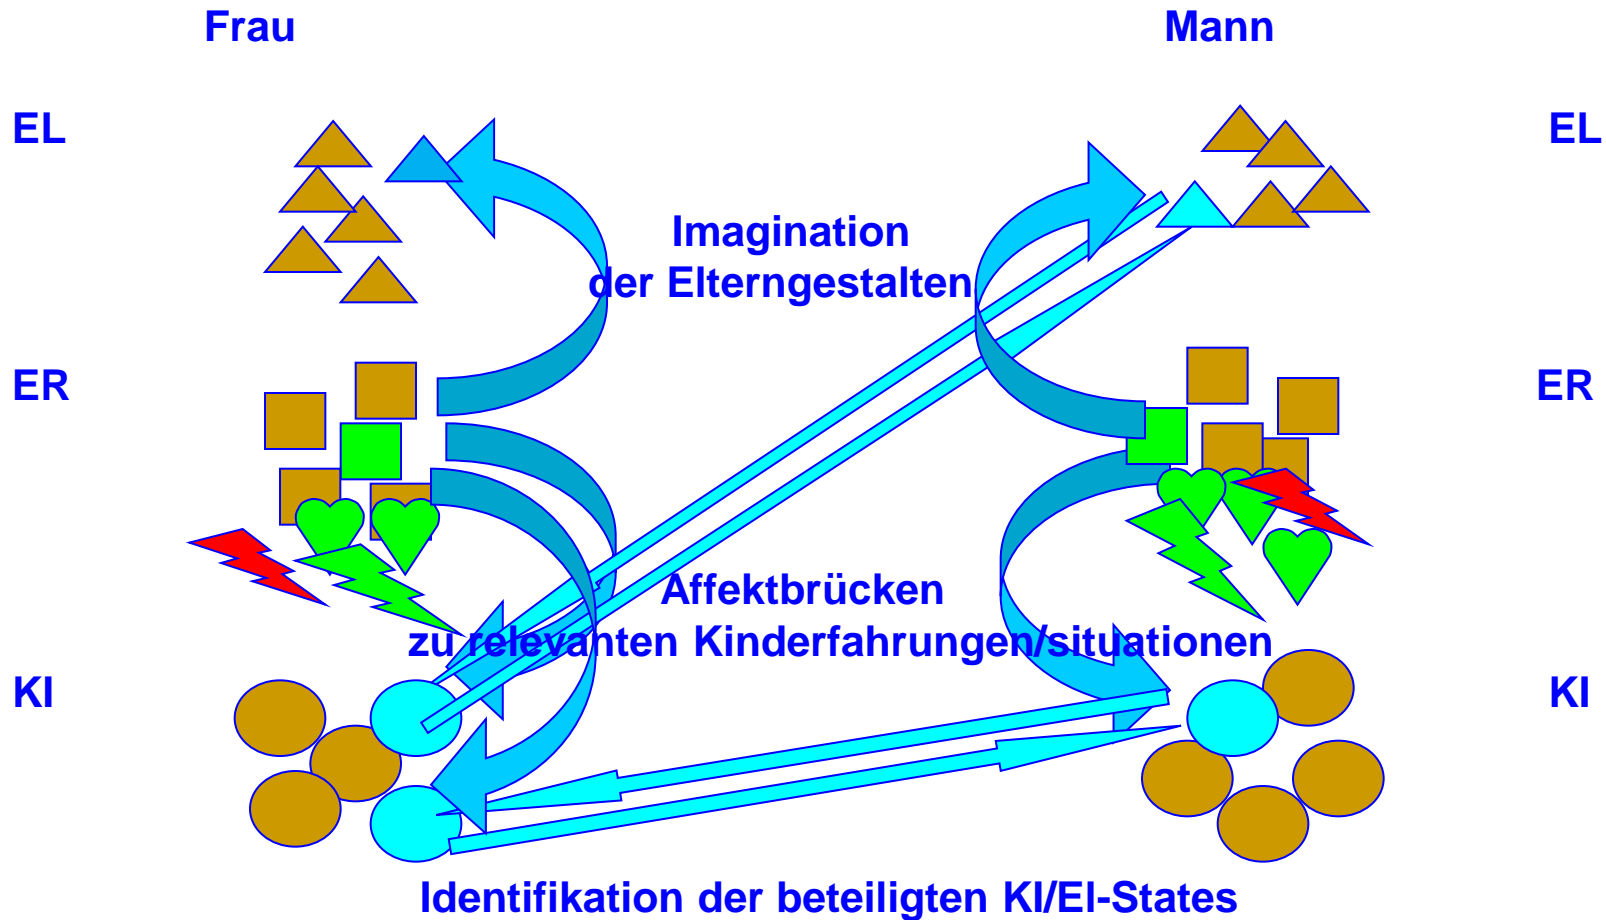 Frau
Mann
EL
EL
Imagination
der Elterngestalten
ER
ER
Affektbrücken
zu relevanten Kinderfahrungen/situationen
KI
KI
Identifikation der beteiligten KI/El-States